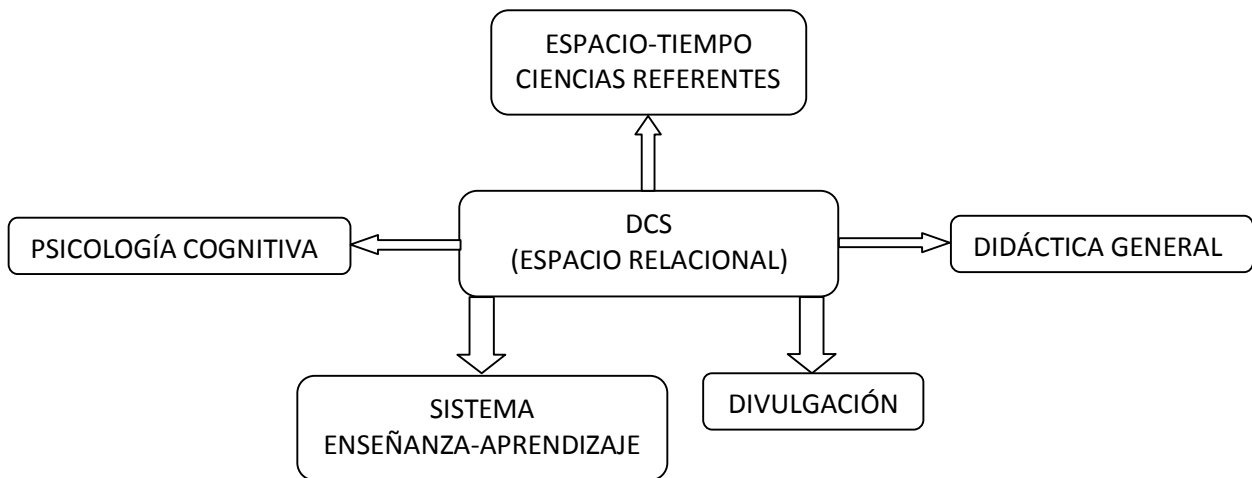 ESPACIO-TIEMPO
CIENCIAS REFERENTES
PSICOLOGÍA COGNITIVA
DCS
(ESPACIO RELACIONAL)
DIDÁCTICA GENERAL
SISTEMA
ENSEÑANZA-APRENDIZAJE
DIVULGACIÓN